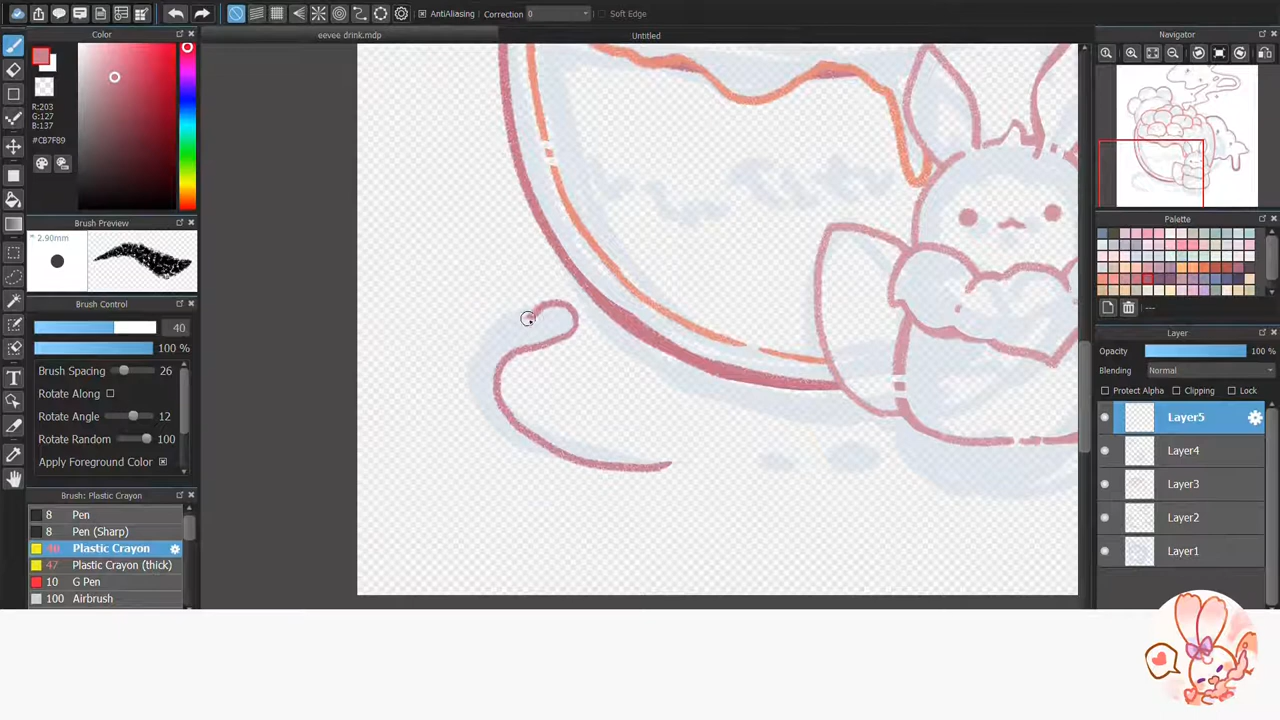 AntiAliasing Correction 0 Soft Edge
Color
eevee drink.mdp
Untitled
Navigator
R:203
G:127
B:137
#CB7F89
Brush Preview
2.90mm
Palette
---
Brush Control
40
100 %
Brush Spacing 26
Rotate Along
Rotate Angle 12
Rotate Random 100
Apply Foreground Color
Layer
Opacity 100 %
Blending Normal
Protect Alpha Clipping Lock
Layer5
Layer4
Layer3
Layer2
Layer1
Brush: Plastic Crayon
8 Pen
8 Pen (Sharp)
40 Plastic Crayon
47 Plastic Crayon (thick)
10 G Pen
100 Airbrush